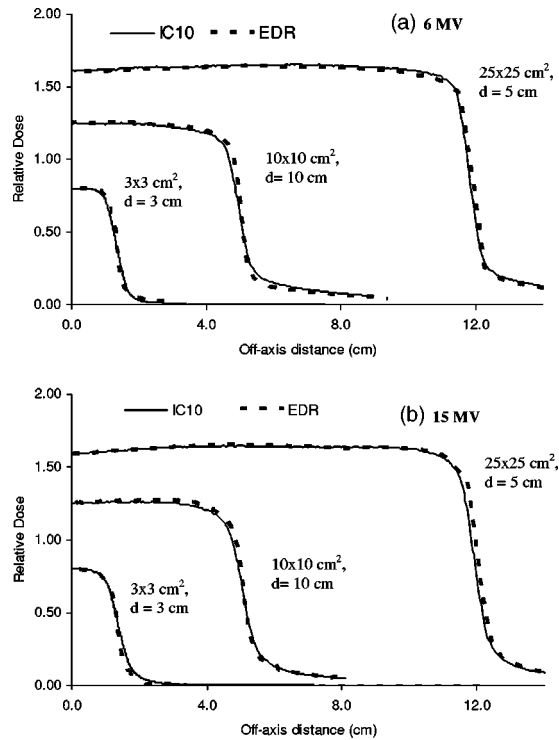 (a) 6 MV
IC10 EDR
2.00
1.50
1.00
0.50
0.00
Relative Dose
25x25 cm², d = 5 cm
10x10 cm², d= 10 cm
3x3 cm², d = 3 cm
0.0 4.0 8.0 12.0
Off-axis distance (cm)
(b) 15 MV
IC10 EDR
2.00
1.50
1.00
0.50
0.00
Relative Dose
25x25 cm², d = 5 cm
10x10 cm², d= 10 cm
3x3 cm², d = 3 cm
0.0 4.0 8.0 12.0
Off-axis distance (cm)